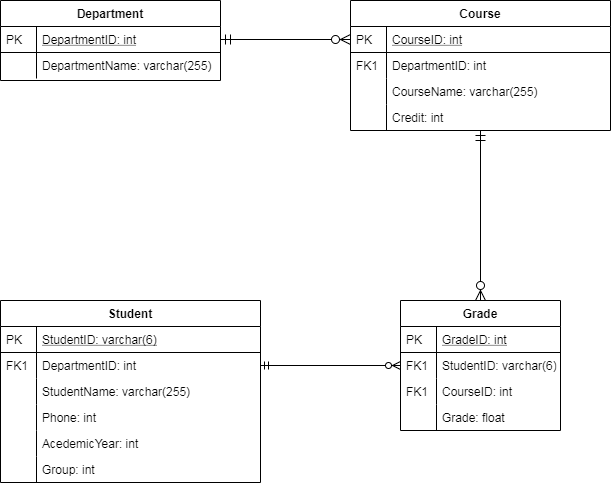 Department
PK DepartmentID: int
DepartmentName: varchar(255)
Course
PK CourseID: int
FK1 DepartmentID: int
CourseName: varchar(255)
Credit: int
Student
PK StudentID: varchar(6)
FK1 DepartmentID: int
StudentName: varchar(255)
Phone: int
AcedemicYear: int
Group: int
Grade
PK GradeID: int
FK1 StudentID: varchar(6)
FK1 CourseID: int
Grade: float